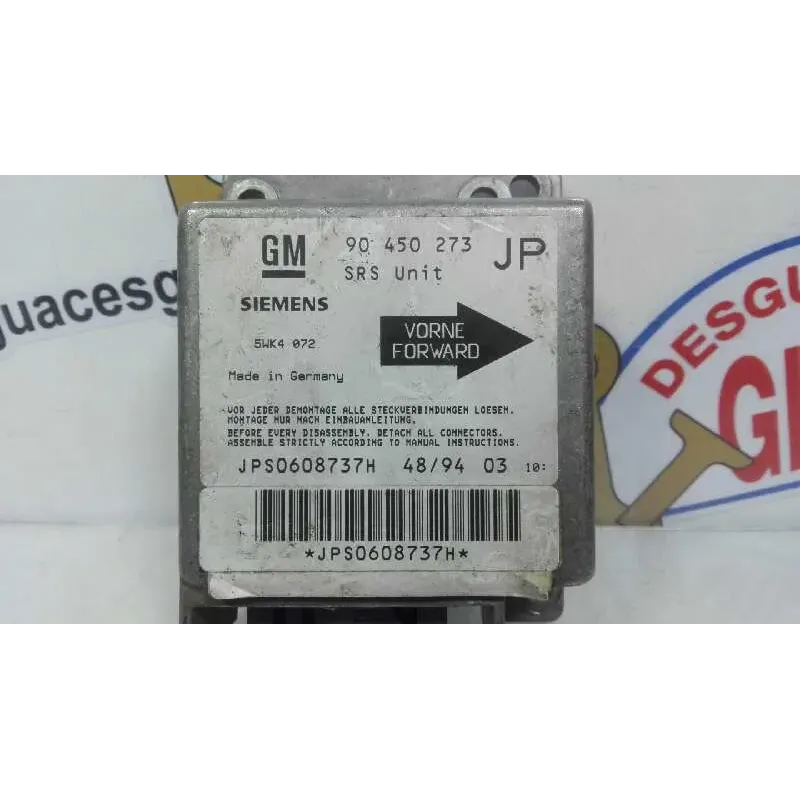 guacesg
DESGU
GL
GM
90 450 273
JP
SRS Unit
SIEMENS
5WK4 072
VORNE
FORWARD
Made in Germany
VOR JEDER DEMONTAGE ALLE STECKVERBINDUNGEN LOESEN.
MONTAGE NUR NACH EINBAUANLEITUNG.
BEFORE EVERY DISASSEMBLY, DETACH ALL CONNECTORS.
ASSEMBLE STRICTLY ACCORDING TO MANUAL INSTRUCTIONS.
JPS0608737H 48/94 03 10:
*JPS0608737H*